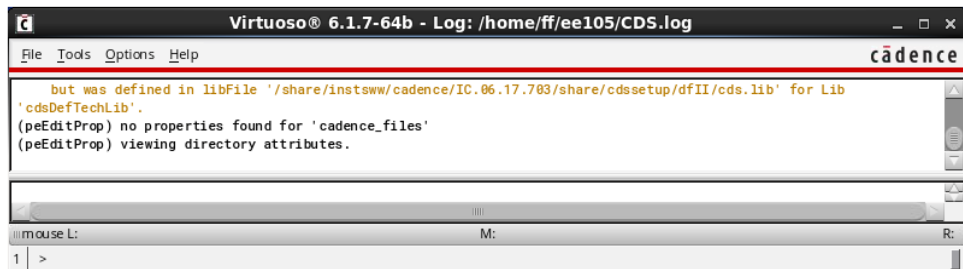 Virtuoso® 6.1.7-64b - Log: /home/ff/ee105/CDS.log
File Tools Options Help
cādence
but was defined in libFile '/share/instsww/cadence/IC.06.17.703/share/cdssetup/dfII/cds.lib' for Lib
'cdsDefTechLib'.
(peEditProp) no properties found for 'cadence_files'
(peEditProp) viewing directory attributes.
mouse L: M: R:
1 >